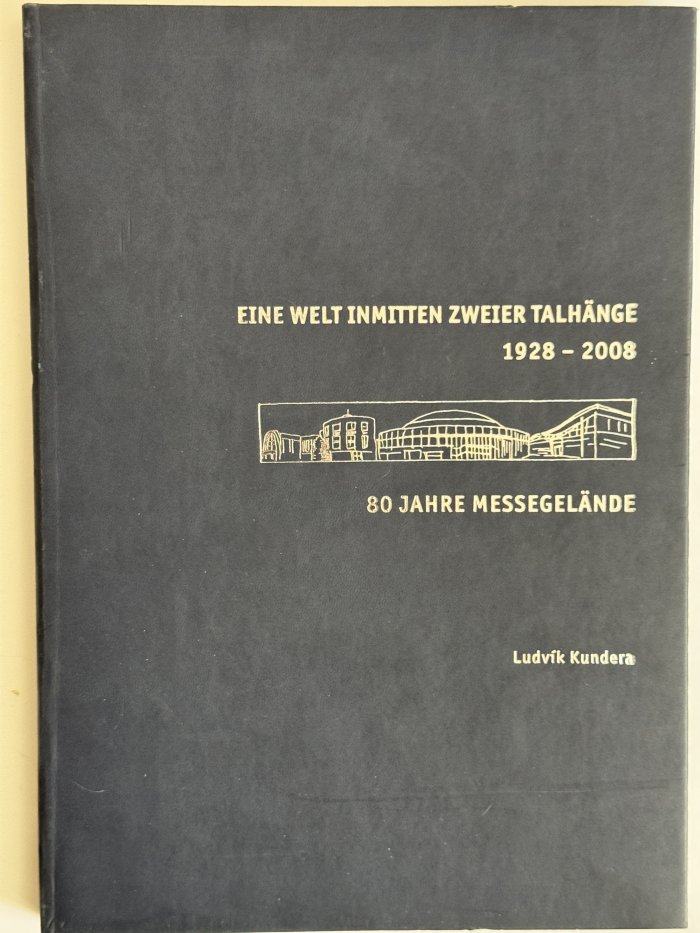 EINE WELT INMITTEN ZWEIER TALHÄNGE
1928 – 2008
80 JAHRE MESSEGELÄNDE
Ludvík Kundera